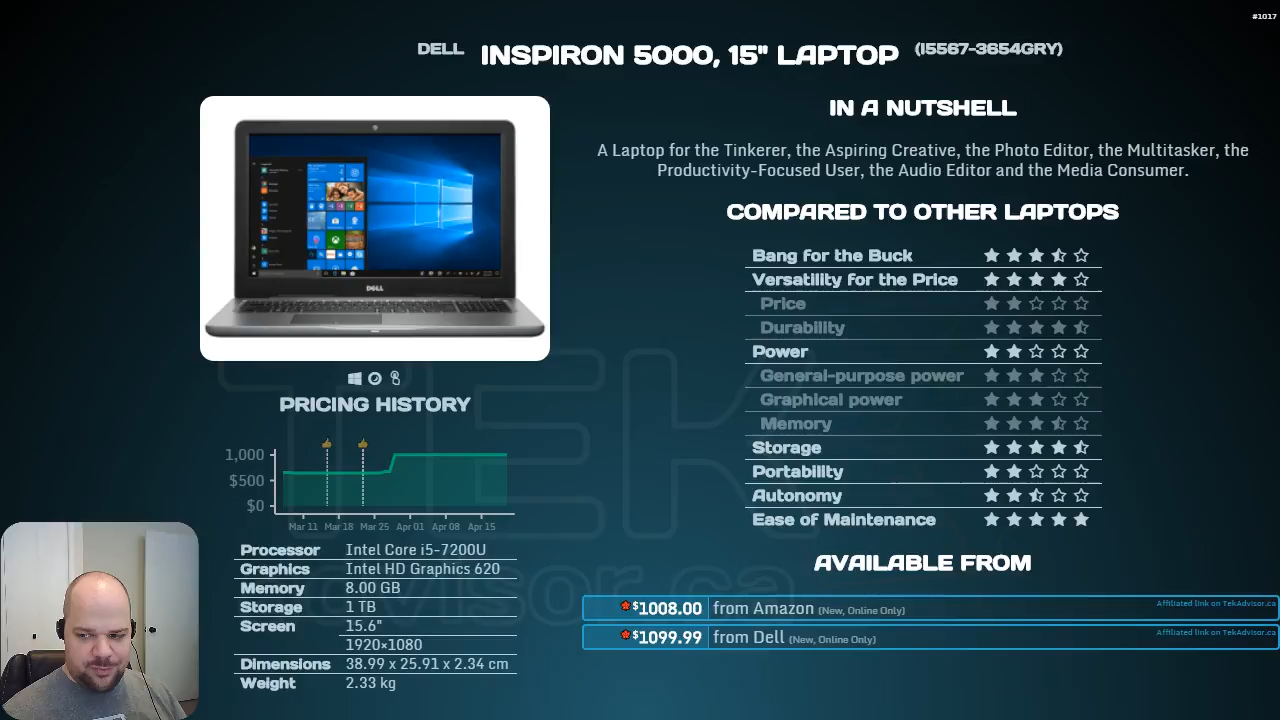 #1017
DELL INSPIRON 5000, 15" LAPTOP (I5567-3654GRY)
DELL
PRICING HISTORY
1,000
$500
$0
Mar 11 Mar 18 Mar 25 Apr 01 Apr 08 Apr 15
Processor Intel Core i5-7200U
Graphics Intel HD Graphics 620
Memory 8.00 GB
Storage 1 TB
Screen 15.6"
1920×1080
Dimensions 38.99 x 25.91 x 2.34 cm
Weight 2.33 kg
IN A NUTSHELL
A Laptop for the Tinkerer, the Aspiring Creative, the Photo Editor, the Multitasker, the
Productivity-Focused User, the Audio Editor and the Media Consumer.
COMPARED TO OTHER LAPTOPS
Bang for the Buck
Versatility for the Price
Price
Durability
Power
General-purpose power
Graphical power
Memory
Storage
Portability
Autonomy
Ease of Maintenance
AVAILABLE FROM
$1008.00 from Amazon (New, Online Only) Affiliated link on TekAdvisor.ca
$1099.99 from Dell (New, Online Only) Affiliated link on TekAdvisor.ca
TEK
advisor.ca